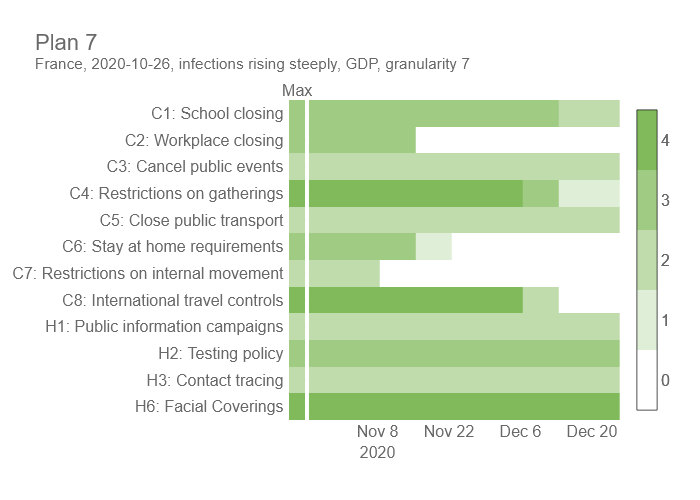 Plan 7
France, 2020-10-26, infections rising steeply, GDP, granularity 7
Max
C1: School closing
C2: Workplace closing
C3: Cancel public events
C4: Restrictions on gatherings
C5: Close public transport
C6: Stay at home requirements
C7: Restrictions on internal movement
C8: International travel controls
H1: Public information campaigns
H2: Testing policy
H3: Contact tracing
H6: Facial Coverings
Nov 8 Nov 22 Dec 6 Dec 20
2020
4
3
2
1
0